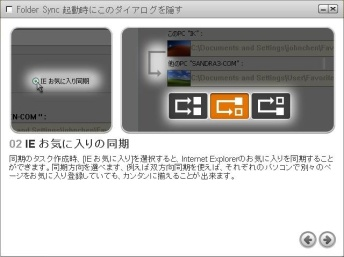 Folder Sync 起動時にこのダイアログを隠す
このPC "IK" :
C:\Documents and Settings\johnchen\Favori
IE お気に入り同期
他のPC "SANDRA3-COM" :
C:\Documents and Settings\johnchen\Favou
N-COM " :
02 IE お気に入りの同期
同期のタスク作成時、[IE お気に入り]を選択すると、Internet Explorerのお気に入りを同期すること
ができます。同期方向を選べます、例えば双方向同期を使えば、それぞれのパソコンで別々のペ
ージをお気に入り登録していても、カンタンに揃えることが出来ます。